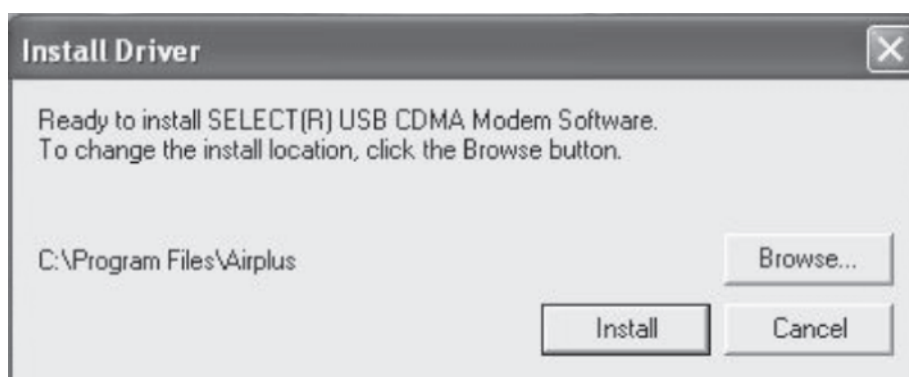 Install Driver
Ready to install SELECT(R) USB CDMA Modem Software.
To change the install location, click the Browse button.
C:\Program Files\Airplus
Browse...
Install
Cancel